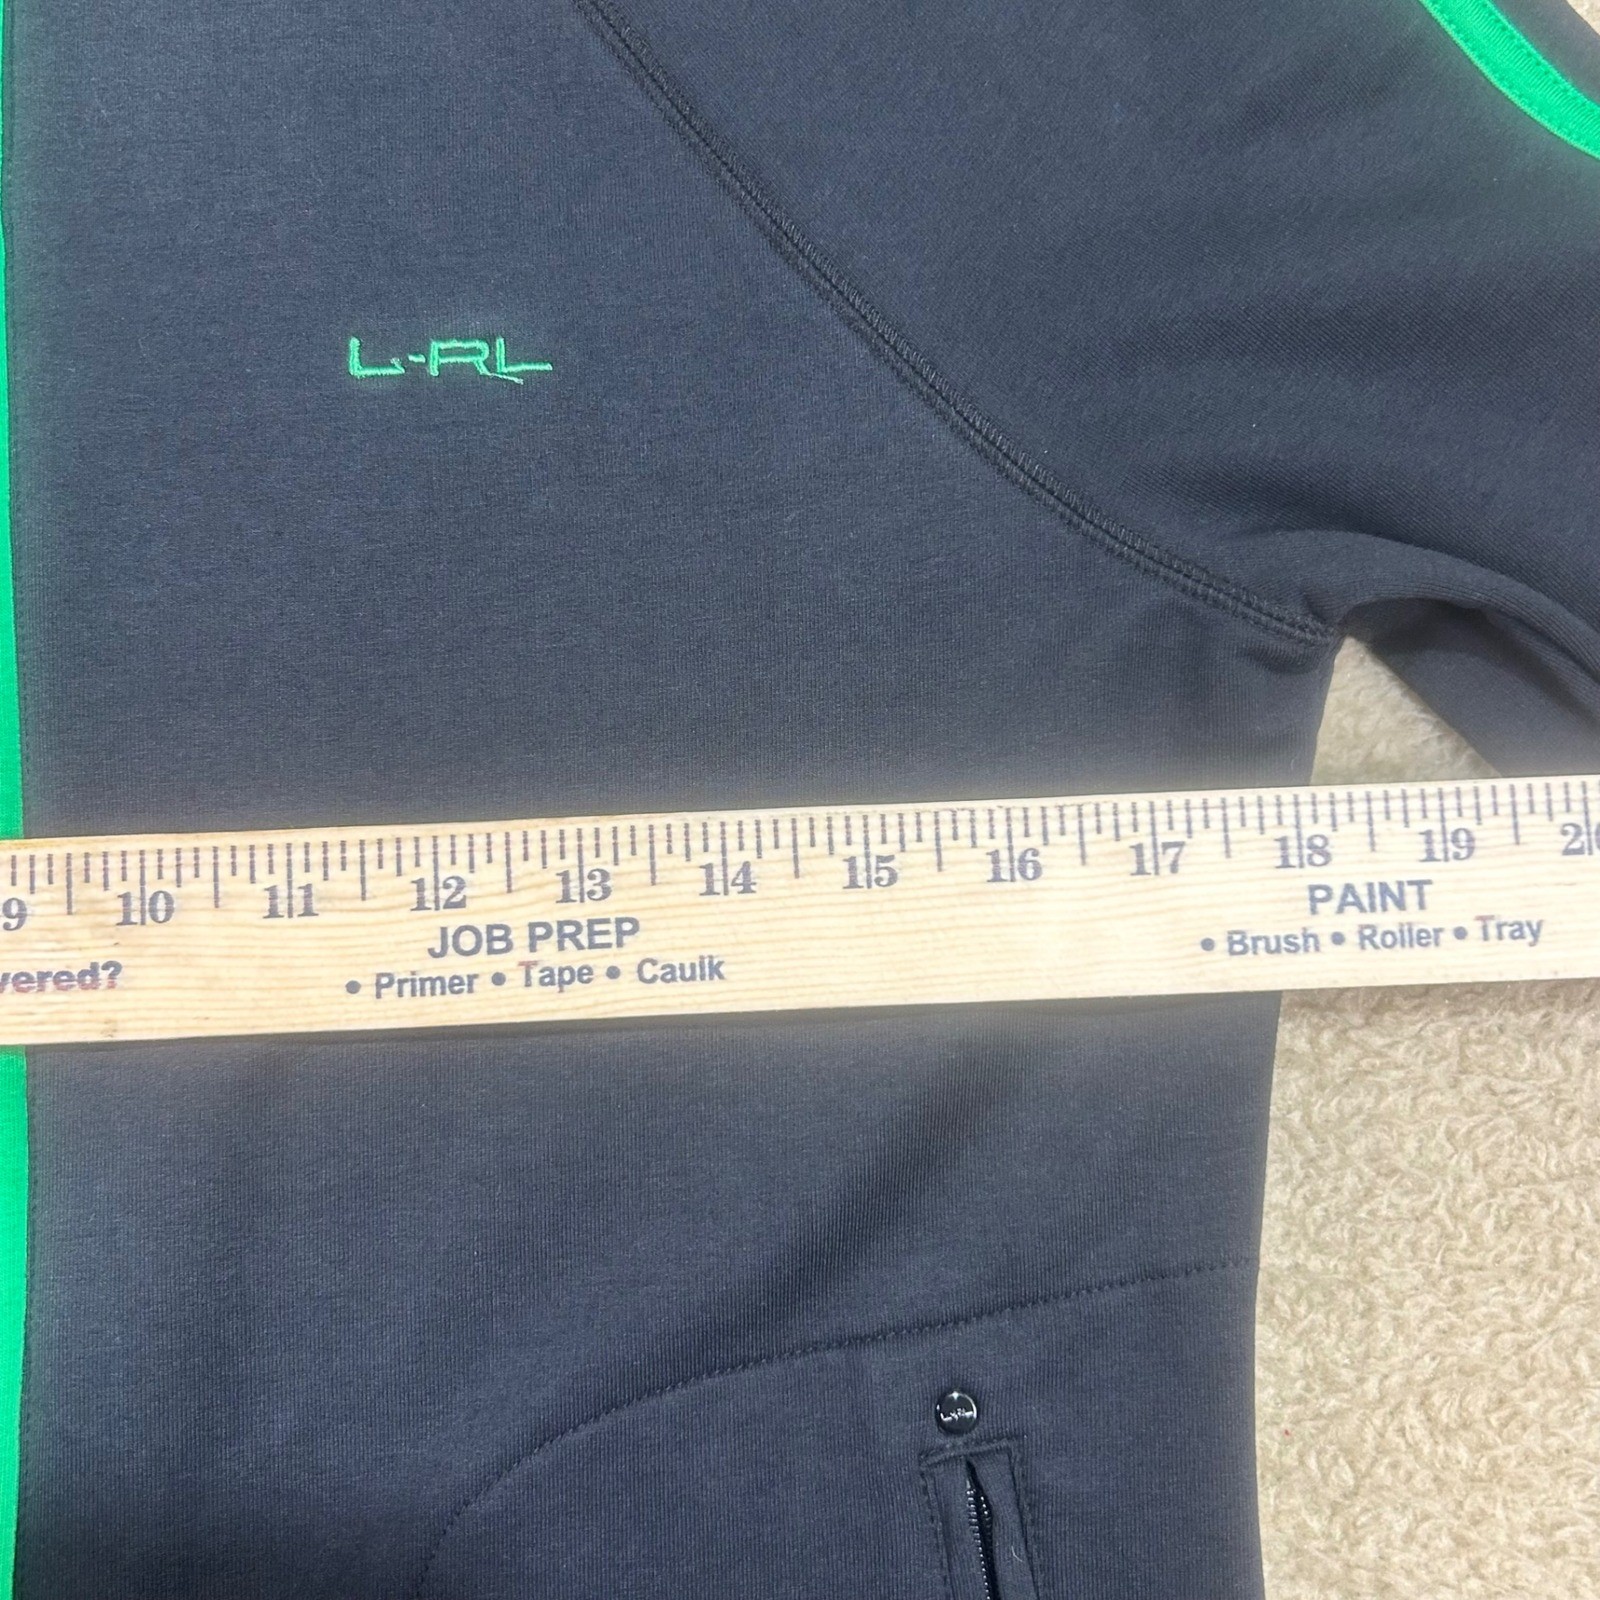 L-RL
9 10 11 12 13 14 15 16 17 18 19
JOB PREP
• Primer • Tape • Caulk
PAINT
• Brush • Roller • Tray
vered?
L-RL